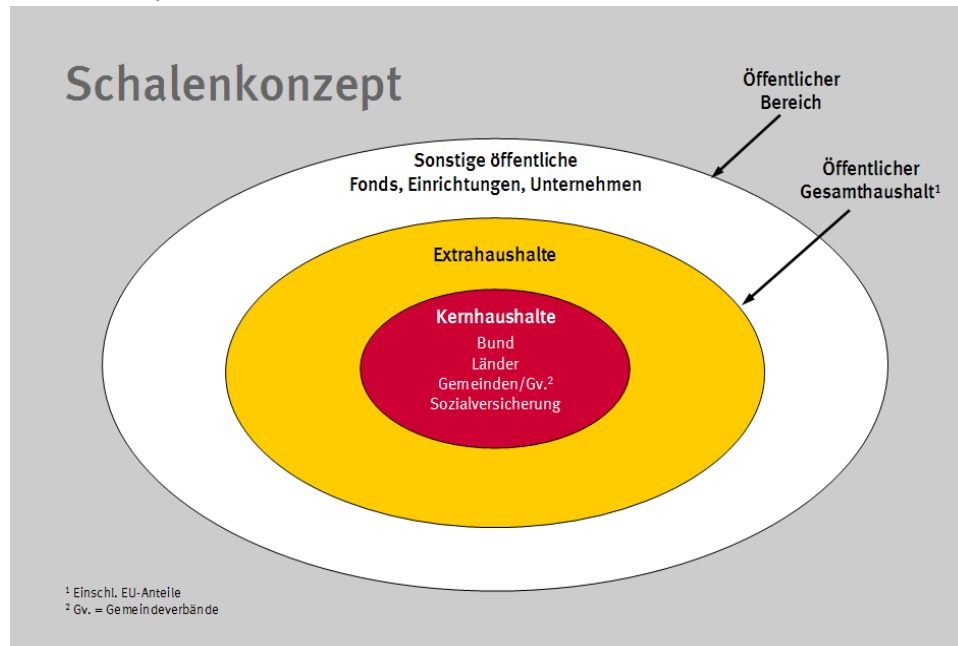 Schalenkonzept
Öffentlicher
Bereich
Öffentlicher
Gesamthaushalt¹
Sonstige öffentliche
Fonds, Einrichtungen, Unternehmen
Extrahaushalte
Kernhaushalte
Bund
Länder
Gemeinden/Gv.²
Sozialversicherung
¹ Einschl. EU-Anteile
² Gv. = Gemeindeverbände